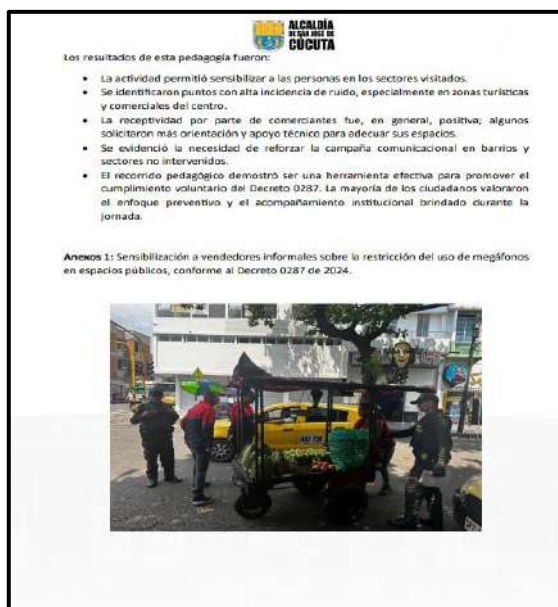 ALCALDÍA
DE SAN JOSÉ DE
CÚCUTA
Los resultados de esta pedagogía fueron:
• La actividad permitió sensibilizar a las personas en los sectores visitados.
• Se identificaron puntos con alta incidencia de ruido, especialmente en zonas turísticas
y comerciales del centro.
• La receptividad por parte de comerciantes fue, en general, positiva; algunos
solicitaron más orientación y apoyo técnico para adecuar sus espacios.
• Se evidenció la necesidad de reforzar la campaña comunicacional en barrios y
sectores no intervenidos.
• El recorrido pedagógico demostró ser una herramienta efectiva para promover el
cumplimiento voluntario del Decreto 0287. La mayoría de los ciudadanos valoraron
el enfoque preventivo y el acompañamiento institucional brindado durante la
jornada.
Anexos 1: Sensibilización a vendedores informales sobre la restricción del uso de megáfonos
en espacios públicos, conforme al Decreto 0287 de 2024.